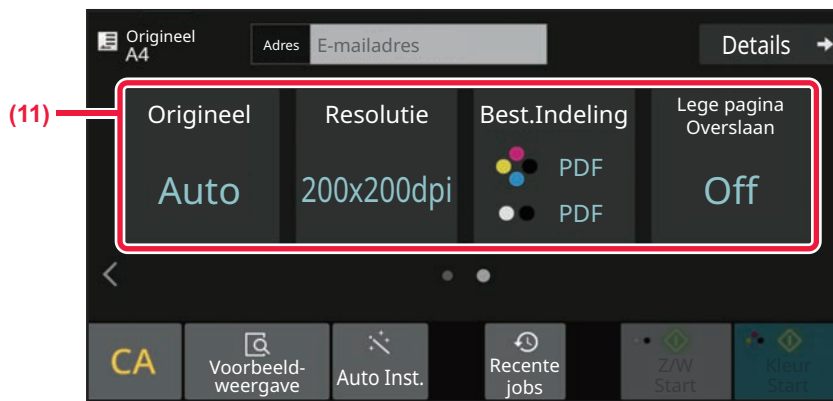 Origineel
A4
Adres E-mailadres
Details
(11)
Origineel
Auto
Resolutie
200x200dpi
Best.Indeling
PDF
PDF
Lege pagina
Overslaan
Off
CA
Voorbeeld-
weergave
Auto Inst.
Recente
jobs
Z/W
Start
Kleur
Start